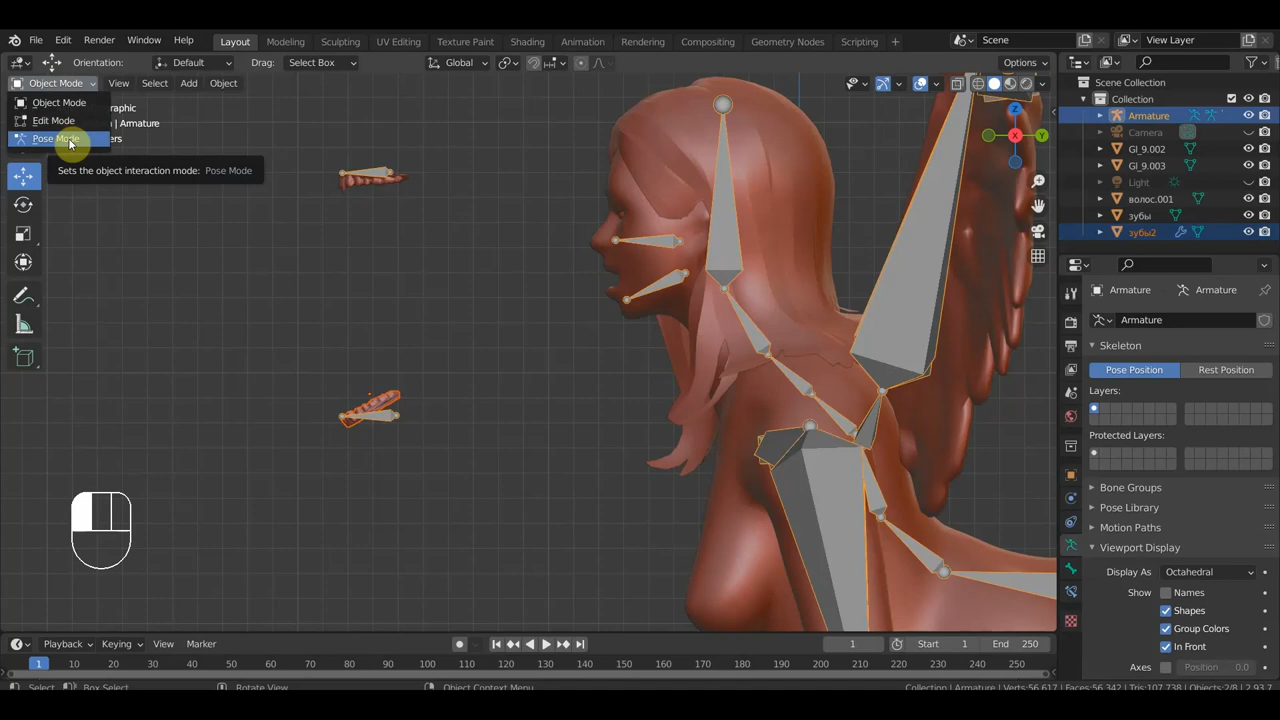 File Edit Render Window Help Layout Modeling Sculpting UV Editing Texture Paint Shading Animation Rendering Compositing Geometry Nodes Scripting + Scene View Layer
Orientation: Default Drag: Select Box Global Options
Object Mode View Select Add Object
Scene Collection
Collection
Object Mode
Edit Mode
Pose Mode
Sets the object interaction mode: Pose Mode
graphic
| Armature
ers
Armature
Camera
Gl_9.002
Gl_9.003
Light
волос.001
зубы
зубы2
X
Y
Z
Armature Armature
Armature
Skeleton
Pose Position Rest Position
Layers:
Protected Layers:
Bone Groups
Pose Library
Motion Paths
Viewport Display
Display As Octahedral
Show Names
Shapes
Group Colors
In Front
Axes Position 0.0
Playback Keying View Marker 1 Start 1 End 250
1 10 20 30 40 50 60 70 80 90 100 110 120 130 140 150 160 170 180 190 200 210 220 230 240 250
Select Box Select Rotate View Object Context Menu Collection | Armature | Verts:56.617 | Faces:56.342 | Tris:107.738 | Objects:2/8 | 2.93.7